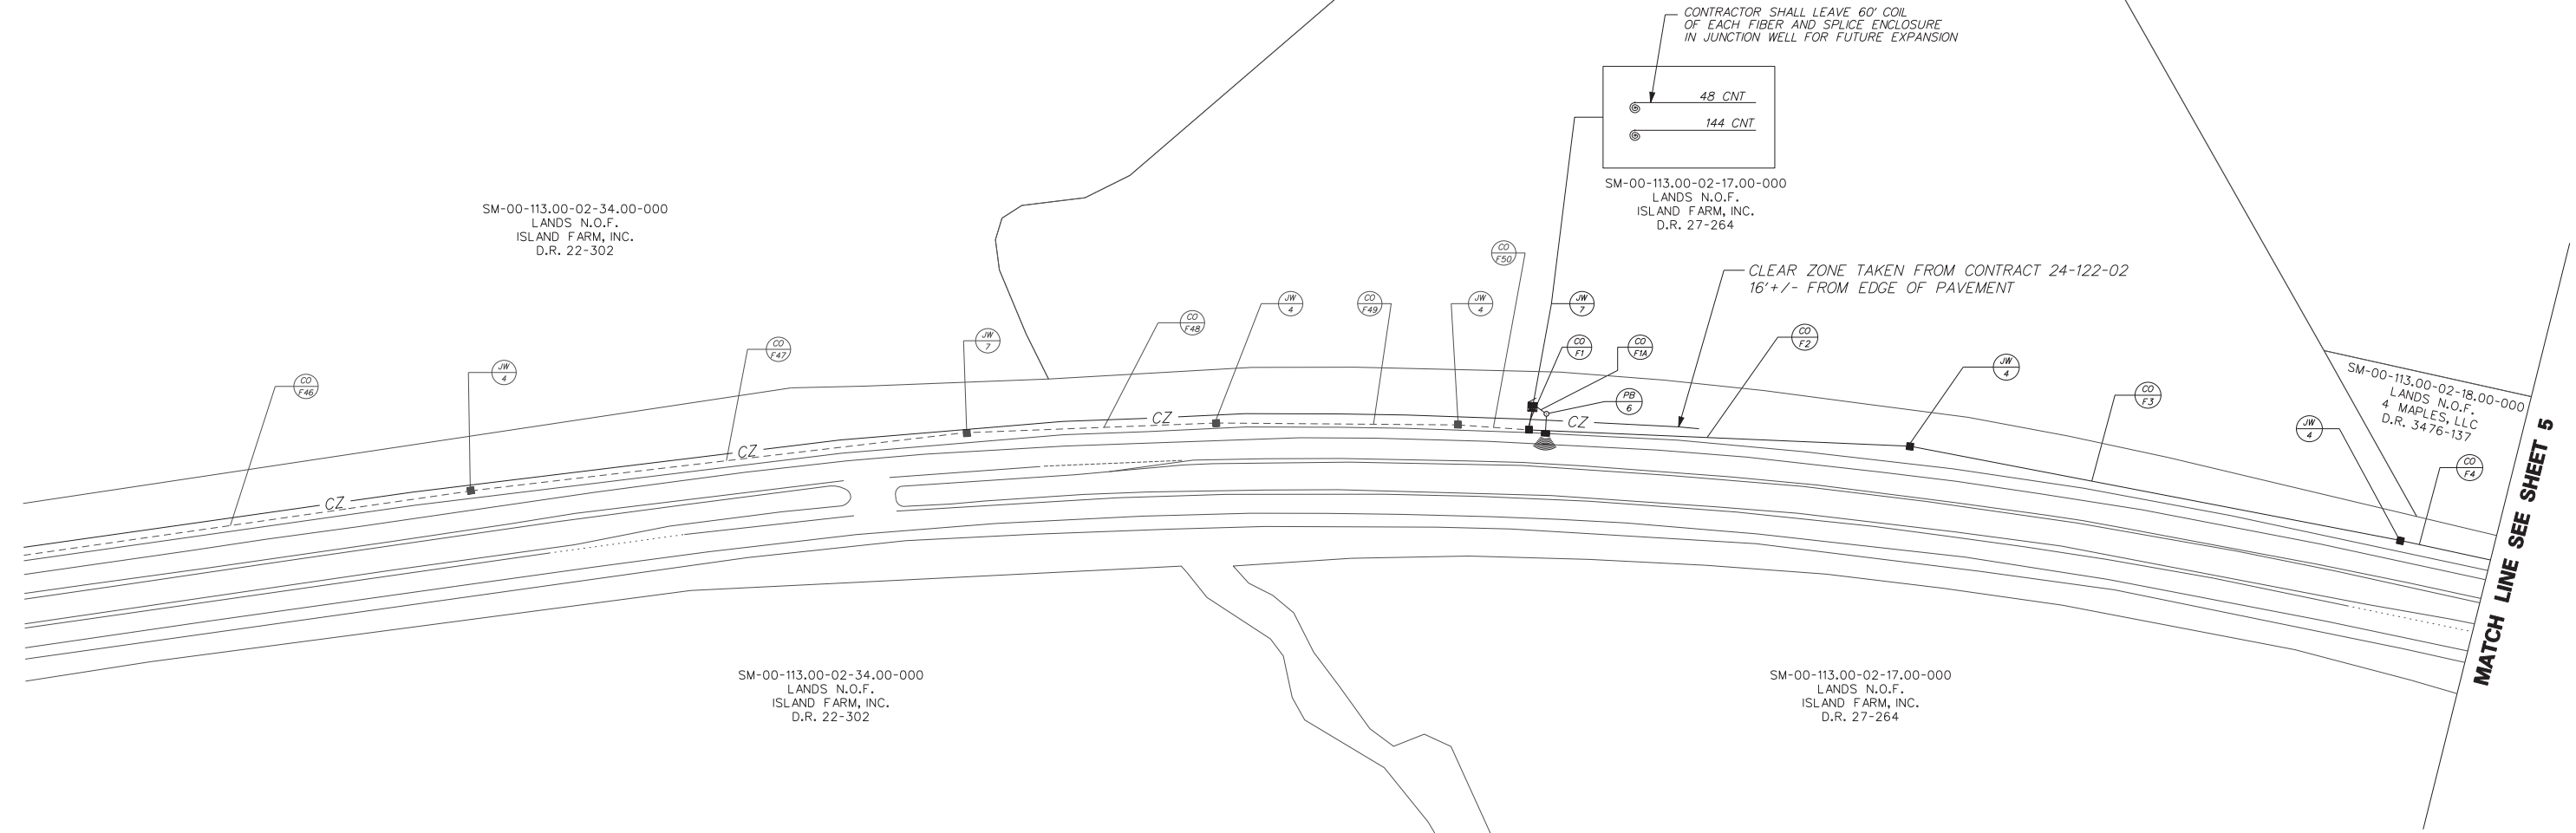 CONTRACTOR SHALL LEAVE 60' COIL
OF EACH FIBER AND SPLICE ENCLOSURE
IN JUNCTION WELL FOR FUTURE EXPANSION
48 CNT
144 CNT
SM-00-113.00-02-17.00-000
LANDS N.O.F.
ISLAND FARM, INC.
D.R. 27-264
SM-00-113.00-02-34.00-000
LANDS N.O.F.
ISLAND FARM, INC.
D.R. 22-302
CLEAR ZONE TAKEN FROM CONTRACT 24-122-02
16'+/- FROM EDGE OF PAVEMENT
CO
F46
JW
4
CO
F47
JW
7
CO
F48
JW
4
CO
F49
JW
4
CO
F50
JW
7
CO
F1
CO
F1A
PB
6
CO
F2
JW
4
CO
F3
JW
4
CO
F4
CZ
CZ
CZ
CZ
SM-00-113.00-02-18.00-000
LANDS N.O.F.
4 MAPLES, LLC
D.R. 3476-137
MATCH LINE SEE SHEET 5
SM-00-113.00-02-34.00-000
LANDS N.O.F.
ISLAND FARM, INC.
D.R. 22-302
SM-00-113.00-02-17.00-000
LANDS N.O.F.
ISLAND FARM, INC.
D.R. 27-264